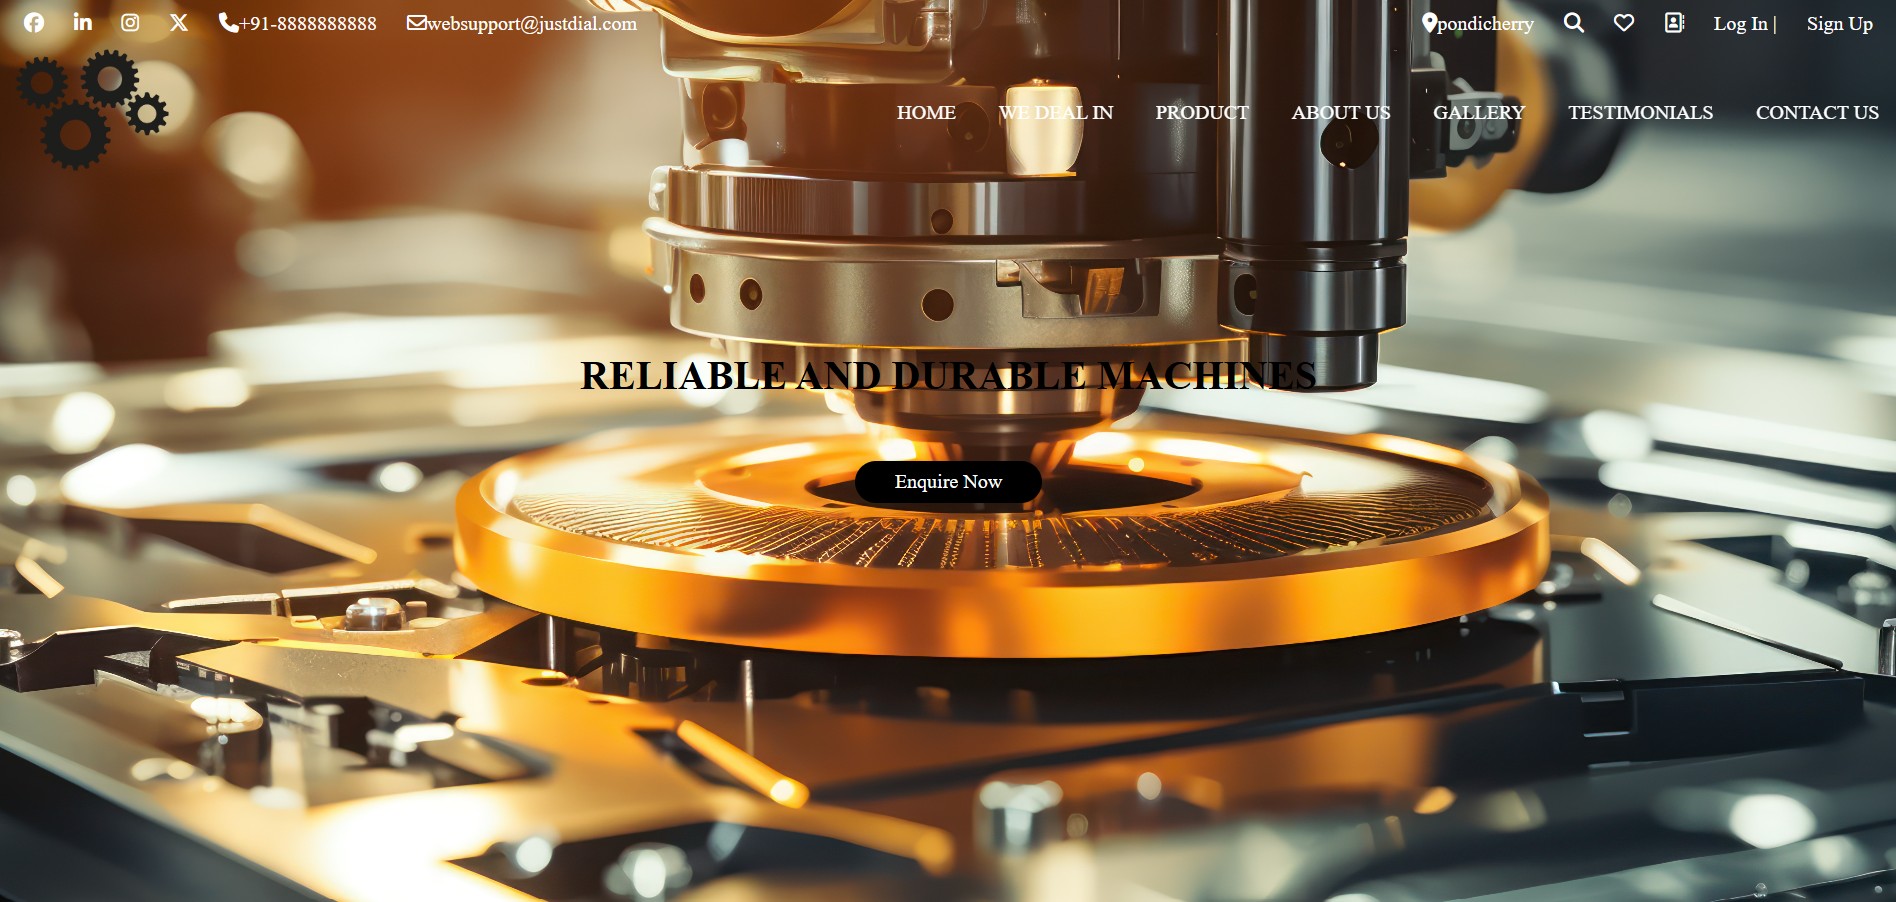 +91-8888888888 websupport@justdial.com pondicherry Log In | Sign Up
HOME WE DEAL IN PRODUCT ABOUT US GALLERY TESTIMONIALS CONTACT US
RELIABLE AND DURABLE MACHINES
Enquire Now